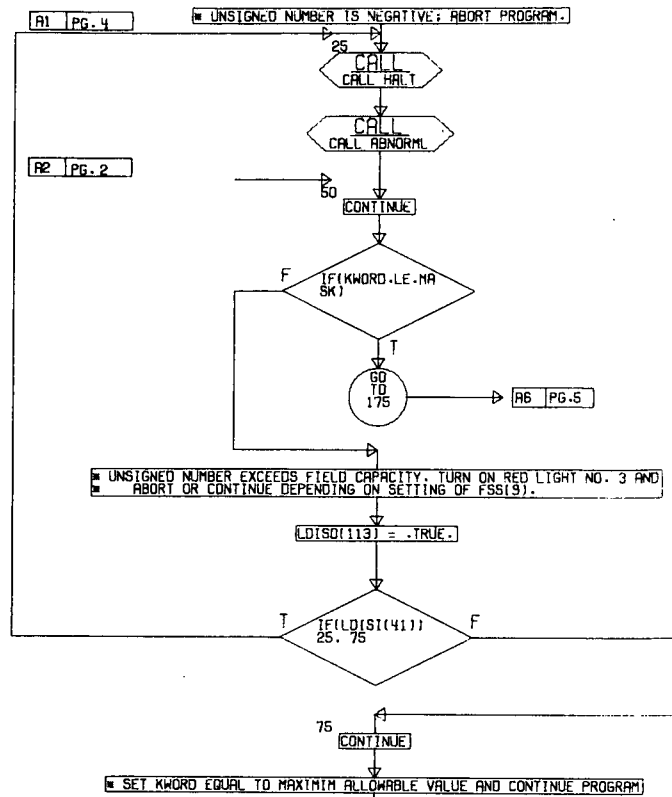 A1 PG.4
* UNSIGNED NUMBER IS NEGATIVE; ABORT PROGRAM.
25
CALL
CALL HALT
CALL
CALL ABNORML
A2 PG.2
50
CONTINUE
F
IF(KWORD.LE.MA
SK)
T
GO
TO
175
A6 PG.5
* UNSIGNED NUMBER EXCEEDS FIELD CAPACITY. TURN ON RED LIGHT NO. 3 AND
* ABORT OR CONTINUE DEPENDING ON SETTING OF FSS(9).
LDISO(113) = .TRUE.
T
IF(LDISI(41))
25, 75
F
75
CONTINUE
* SET KWORD EQUAL TO MAXIMIM ALLOWABLE VALUE AND CONTINUE PROGRAM